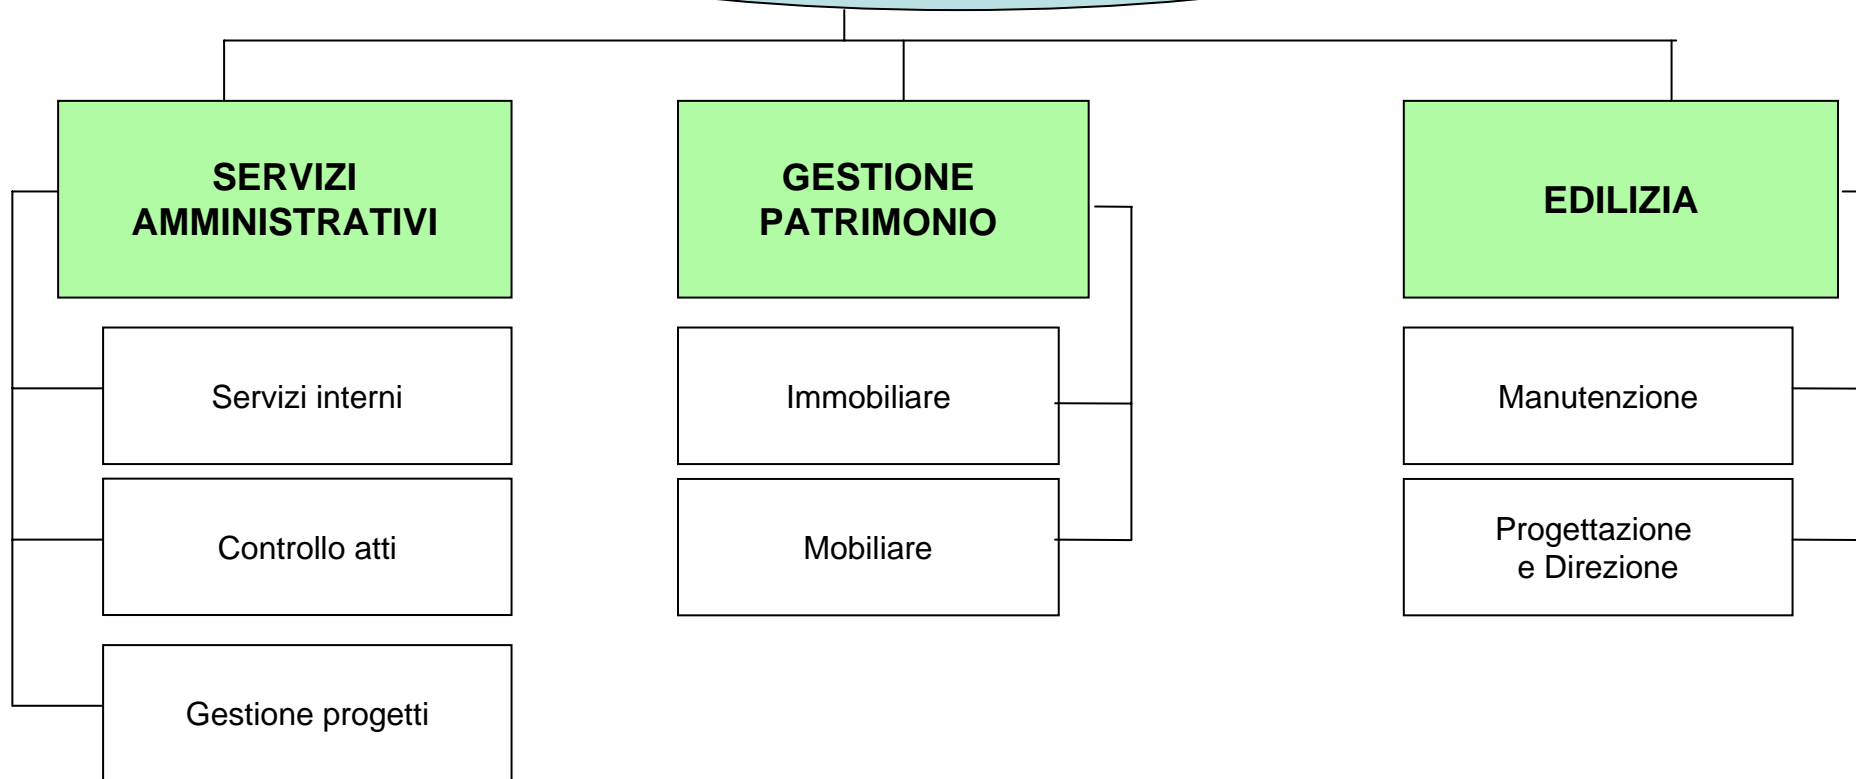 SERVIZI
AMMINISTRATIVI
GESTIONE
PATRIMONIO
EDILIZIA
Servizi interni
Immobiliare
Manutenzione
Controllo atti
Mobiliare
Progettazione
e Direzione
Gestione progetti